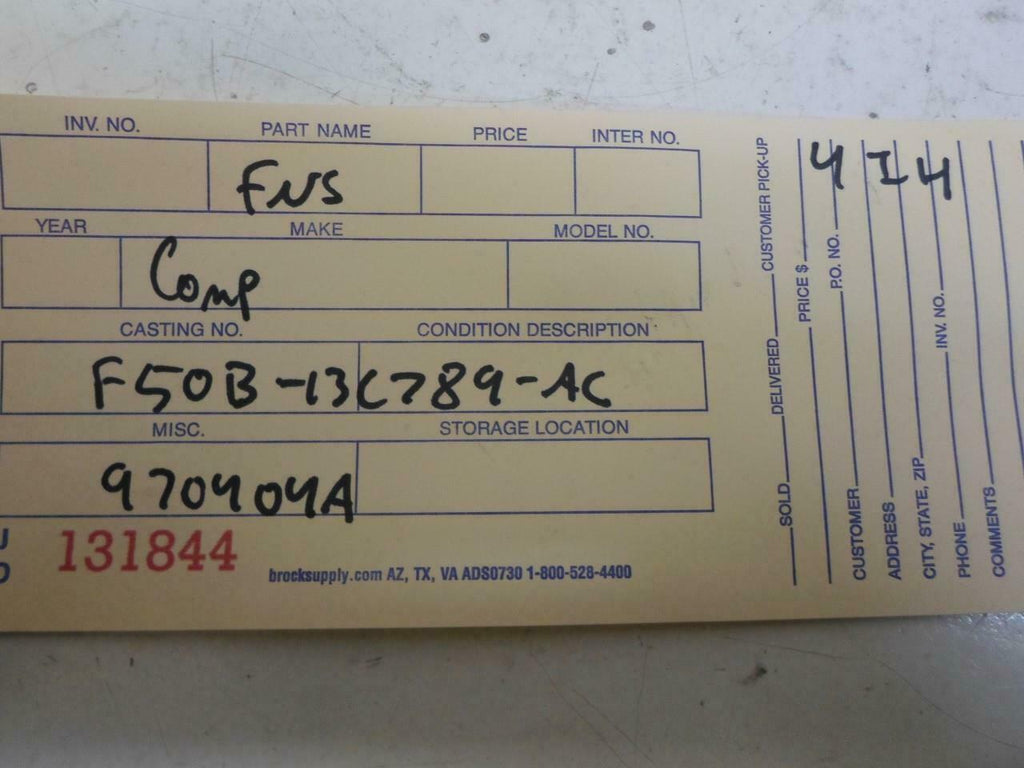 INV. NO. PART NAME PRICE INTER NO.
FNS
YEAR MAKE MODEL NO.
Comp
CASTING NO. CONDITION DESCRIPTION
F50B-13C789-AC
MISC. STORAGE LOCATION
970404A
131844
brocksupply.com AZ, TX, VA ADS0730 1-800-528-4400
SOLD DELIVERED CUSTOMER PICK-UP
PRICE $
P.O. NO.
CUSTOMER
ADDRESS
CITY, STATE, ZIP
INV. NO.
PHONE
COMMENTS
4I4